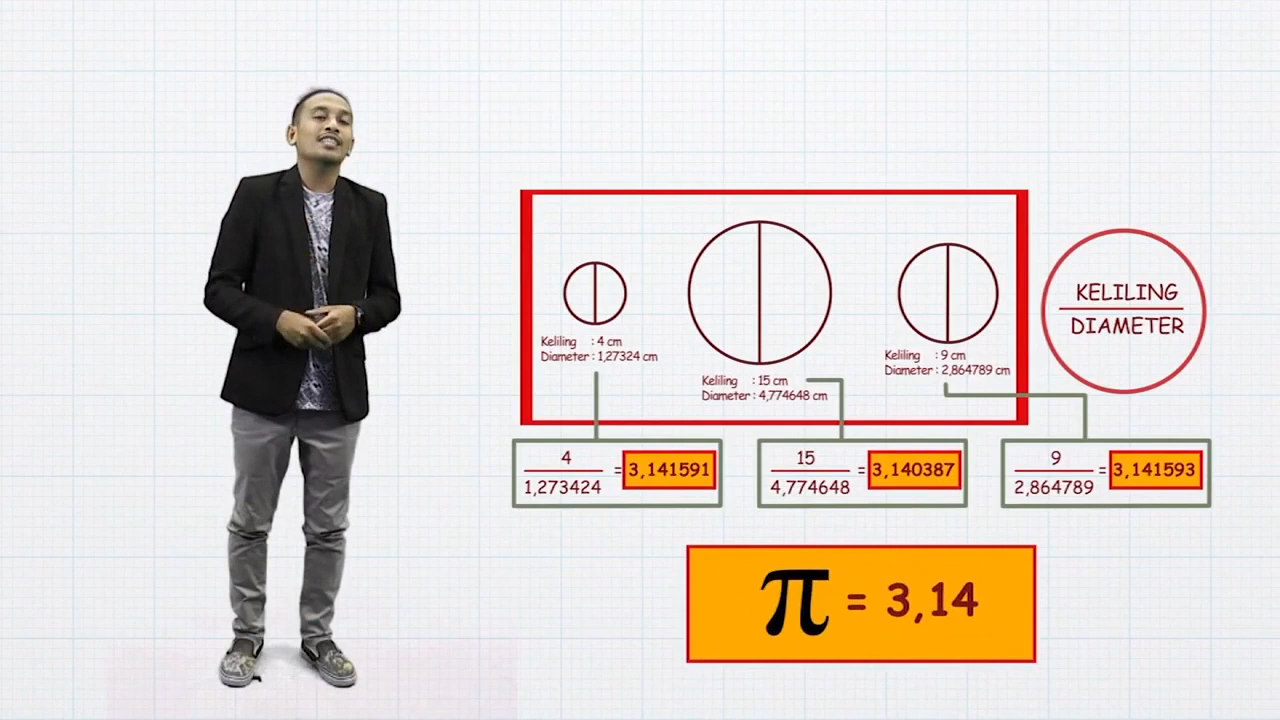 Keliling : 4 cm
Diameter : 1,27324 cm
Keliling : 15 cm
Diameter : 4,774648 cm
Keliling : 9 cm
Diameter : 2,864789 cm
KELILING
DIAMETER
4
1,273424
= 3,141591
15
4,774648
= 3,140387
9
2,864789
= 3,141593
π = 3,14